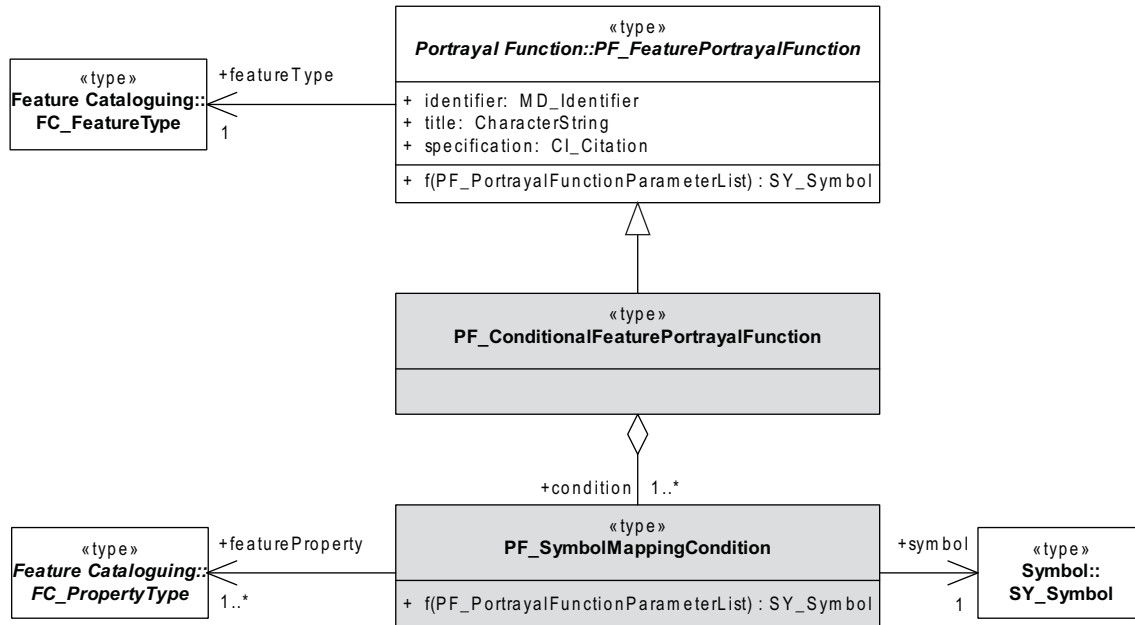 «type»
Portrayal Function::PF_FeaturePortrayalFunction
+ identifier: MD_Identifier
+ title: CharacterString
+ specification: CI_Citation
+ f(PF_PortrayalFunctionParameterList) : SY_Symbol
«type»
Feature Cataloguing::
FC_FeatureType
+featureType
1
«type»
PF_ConditionalFeaturePortrayalFunction
+condition 1..*
«type»
PF_SymbolMappingCondition
+ f(PF_PortrayalFunctionParameterList) : SY_Symbol
«type»
Feature Cataloguing::
FC_PropertyType
+featureProperty
1..*
+symbol
1
«type»
Symbol::
SY_Symbol